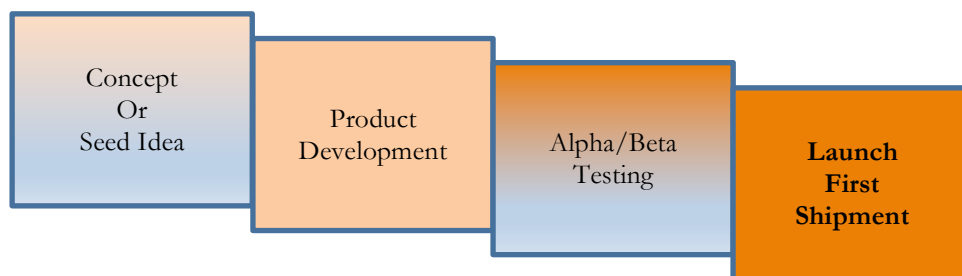 Concept
Or
Seed Idea
Product
Development
Alpha/Beta
Testing
Launch
First
Shipment